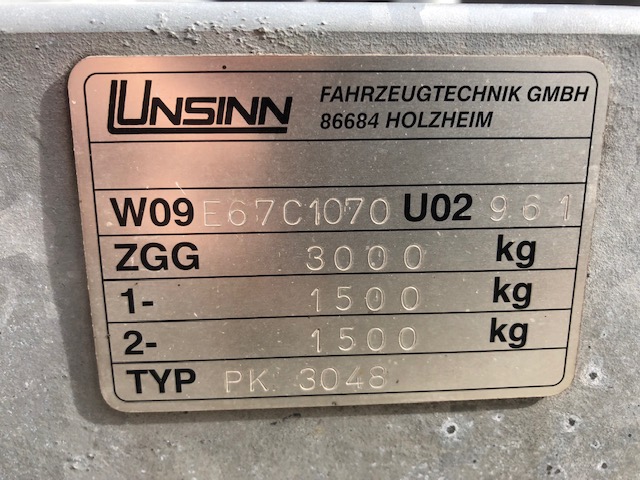 UNSINN
FAHRZEUGTECHNIK GMBH
86684 HOLZHEIM
W09 E67C1070 U02 961
ZGG 3000 kg
1- 1500 kg
2- 1500 kg
TYP PK 3048